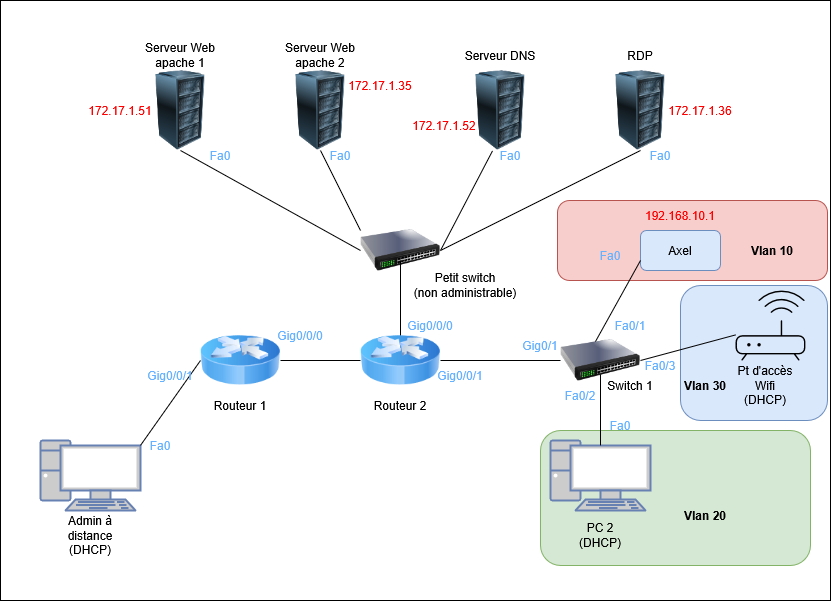 Serveur Web
apache 1
Serveur Web
apache 2
Serveur DNS
RDP
172.17.1.51
172.17.1.35
172.17.1.52
172.17.1.36
Fa0
Fa0
Fa0
Fa0
192.168.10.1
Axel
Vlan 10
Fa0
Petit switch
(non administrable)
Gig0/0/0
Gig0/0/0
Gig0/1
Fa0/1
Fa0/3
Gig0/0/1
Gig0/0/1
Routeur 1
Routeur 2
Switch 1
Fa0/2
Pt d'accès
Wifi
(DHCP)
Vlan 30
Fa0
Fa0
Admin à
distance
(DHCP)
PC 2
(DHCP)
Vlan 20